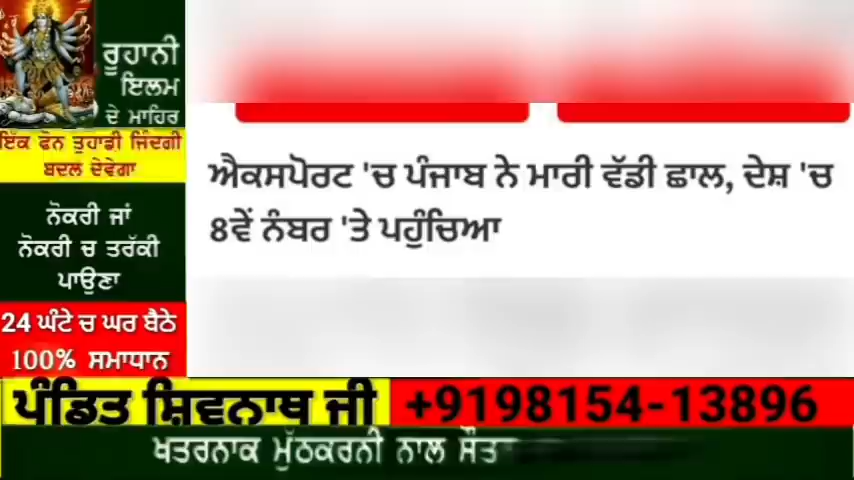 ਰੂਹਾਨੀ
ਇਲਮ
ਦੇ ਮਾਹਿਰ
ਇੱਕ ਫੋਨ ਤੁਹਾਡੀ ਜਿੰਦਗੀ
ਬਦਲ ਦੇਵੇਗਾ
ਨੋਕਰੀ ਜਾਂ
ਨੋਕਰੀ ਚ ਤਰੱਕੀ
ਪਾਉਣਾ
24 ਘੰਟੇ ਚ ਘਰ ਬੈਠੇ
100% ਸਮਾਧਾਨ
ਐਕਸਪੋਰਟ 'ਚ ਪੰਜਾਬ ਨੇ ਮਾਰੀ ਵੱਡੀ ਛਾਲ, ਦੇਸ਼ 'ਚ
8ਵੇਂ ਨੰਬਰ 'ਤੇ ਪਹੁੰਚਿਆ
ਪੰਡਿਤ ਸ਼ਿਵਨਾਥ ਜੀ +9198154-13896
ਖਤਰਨਾਕ ਮੁੱਠਕਰਨੀ ਨਾਲ